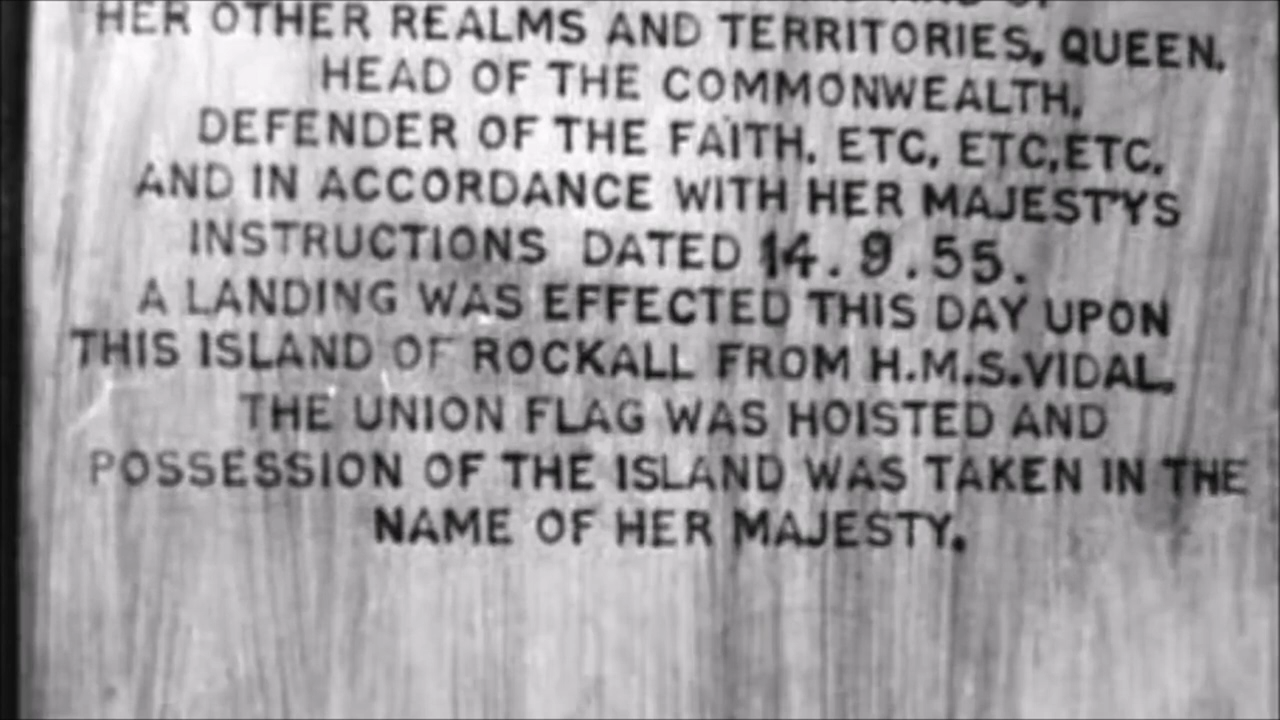 HER OTHER REALMS AND TERRITORIES, QUEEN,
HEAD OF THE COMMONWEALTH,
DEFENDER OF THE FAITH, ETC, ETC, ETC,
AND IN ACCORDANCE WITH HER MAJESTYS
INSTRUCTIONS DATED 14.9.55.
A LANDING WAS EFFECTED THIS DAY UPON
THIS ISLAND OF ROCKALL FROM H.M.S.VIDAL,
THE UNION FLAG WAS HOISTED AND
POSSESSION OF THE ISLAND WAS TAKEN IN THE
NAME OF HER MAJESTY.